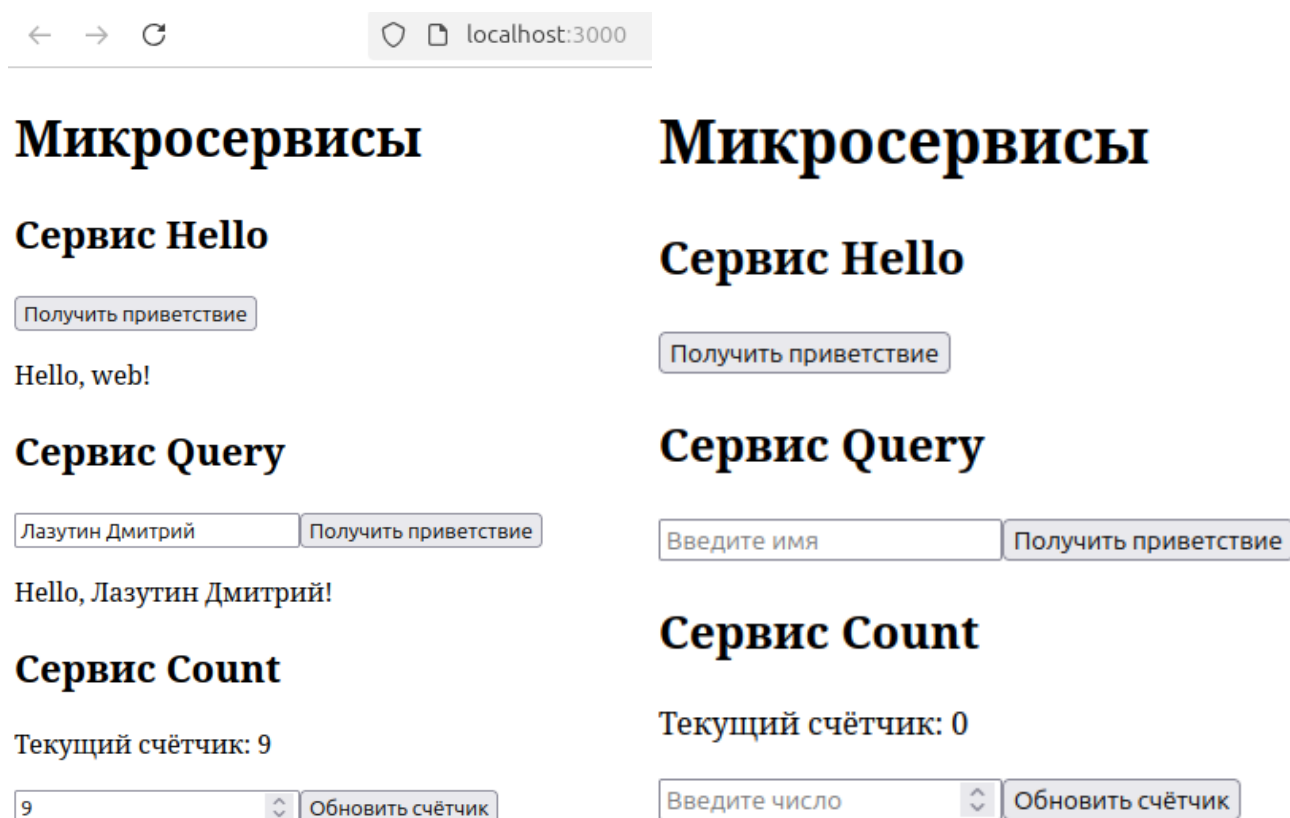 localhost:3000
Микросервисы
Сервис Hello
Получить приветствие
Hello, web!
Сервис Query
Лазутин Дмитрий Получить приветствие
Hello, Лазутин Дмитрий!
Сервис Count
Текущий счётчик: 9
9 Обновить счётчик
Микросервисы
Сервис Hello
Получить приветствие
Сервис Query
Введите имя Получить приветствие
Сервис Count
Текущий счётчик: 0
Введите число Обновить счётчик